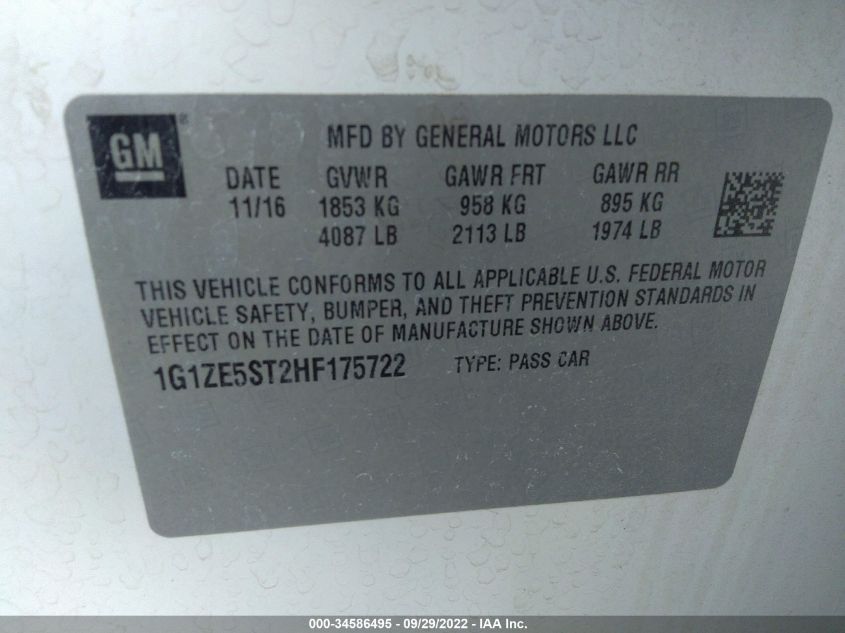 GM ®
MFD BY GENERAL MOTORS LLC
DATE GVWR GAWR FRT GAWR RR
11/16 1853 KG 958 KG 895 KG
4087 LB 2113 LB 1974 LB
THIS VEHICLE CONFORMS TO ALL APPLICABLE U.S. FEDERAL MOTOR
VEHICLE SAFETY, BUMPER, AND THEFT PREVENTION STANDARDS IN
EFFECT ON THE DATE OF MANUFACTURE SHOWN ABOVE.
1G1ZE5ST2HF175722 TYPE: PASS CAR
000-34586495 - 09/29/2022 - IAA Inc.